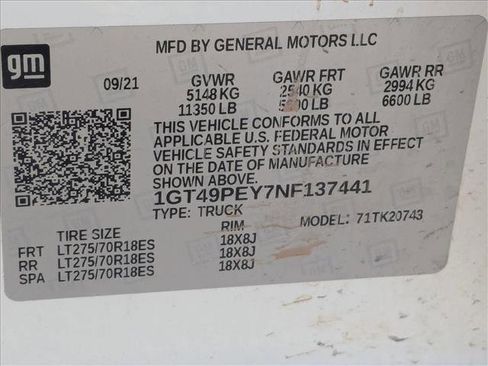 gm
MFD BY GENERAL MOTORS LLC
09/21 GVWR GAWR FRT GAWR RR
5148 KG 2540 KG 2994 KG
11350 LB 5600 LB 6600 LB
THIS VEHICLE CONFORMS TO ALL
APPLICABLE U.S. FEDERAL MOTOR
VEHICLE SAFETY STANDARDS IN EFFECT
ON THE DATE OF MANUFACTURE
SHOWN ABOVE.
1GT49PEY7NF137441
TYPE: TRUCK MODEL: 71TK20743
TIRE SIZE RIM
FRT LT275/70R18ES 18X8J
RR LT275/70R18ES 18X8J
SPA LT275/70R18ES 18X8J